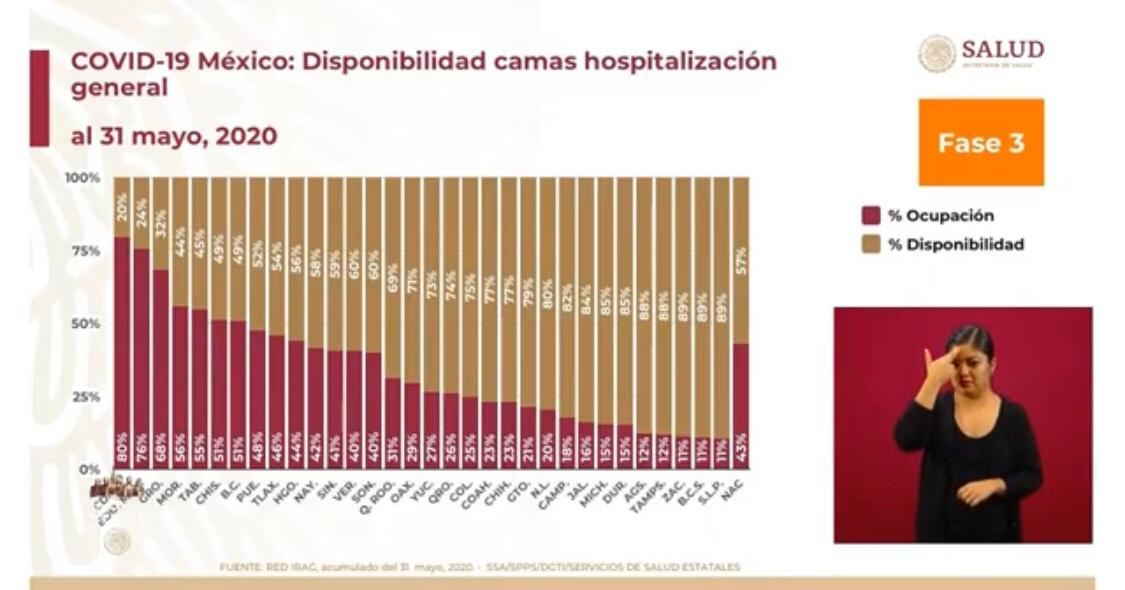 COVID-19 México: Disponibilidad camas hospitalización
general
al 31 mayo, 2020
SALUD
SECRETARÍA DE SALUD
Fase 3
% Ocupación
% Disponibilidad
100%
75%
50%
25%
0%
20% 24% 32% 44% 45% 49% 49% 52% 54% 56% 58% 59% 60% 60% 69% 71% 73% 74% 75% 77% 77% 79% 80% 82% 84% 85% 85% 88% 88% 89% 89% 89% 57%
80% 76% 68% 56% 55% 51% 51% 48% 46% 44% 42% 41% 40% 40% 31% 29% 27% 26% 25% 23% 23% 21% 20% 18% 16% 15% 15% 12% 12% 11% 11% 11% 43%
GRO. MOR. TAB. CHIS. B.C. PUE. TLAX. HGO. NAY. SIN. VER. SON. Q. ROO. OAX. YUC. QRO. COL. COAH. CHIH. GTO. N.L. CAMP. JAL. MICH. DUR. AGS. TAMPS. ZAC. B.C.S. S.L.P. NAC
FUENTE: RED IRAG, acumulado del 31 mayo, 2020. - SSA/SPPS/DGTI/SERVICIOS DE SALUD ESTATALES